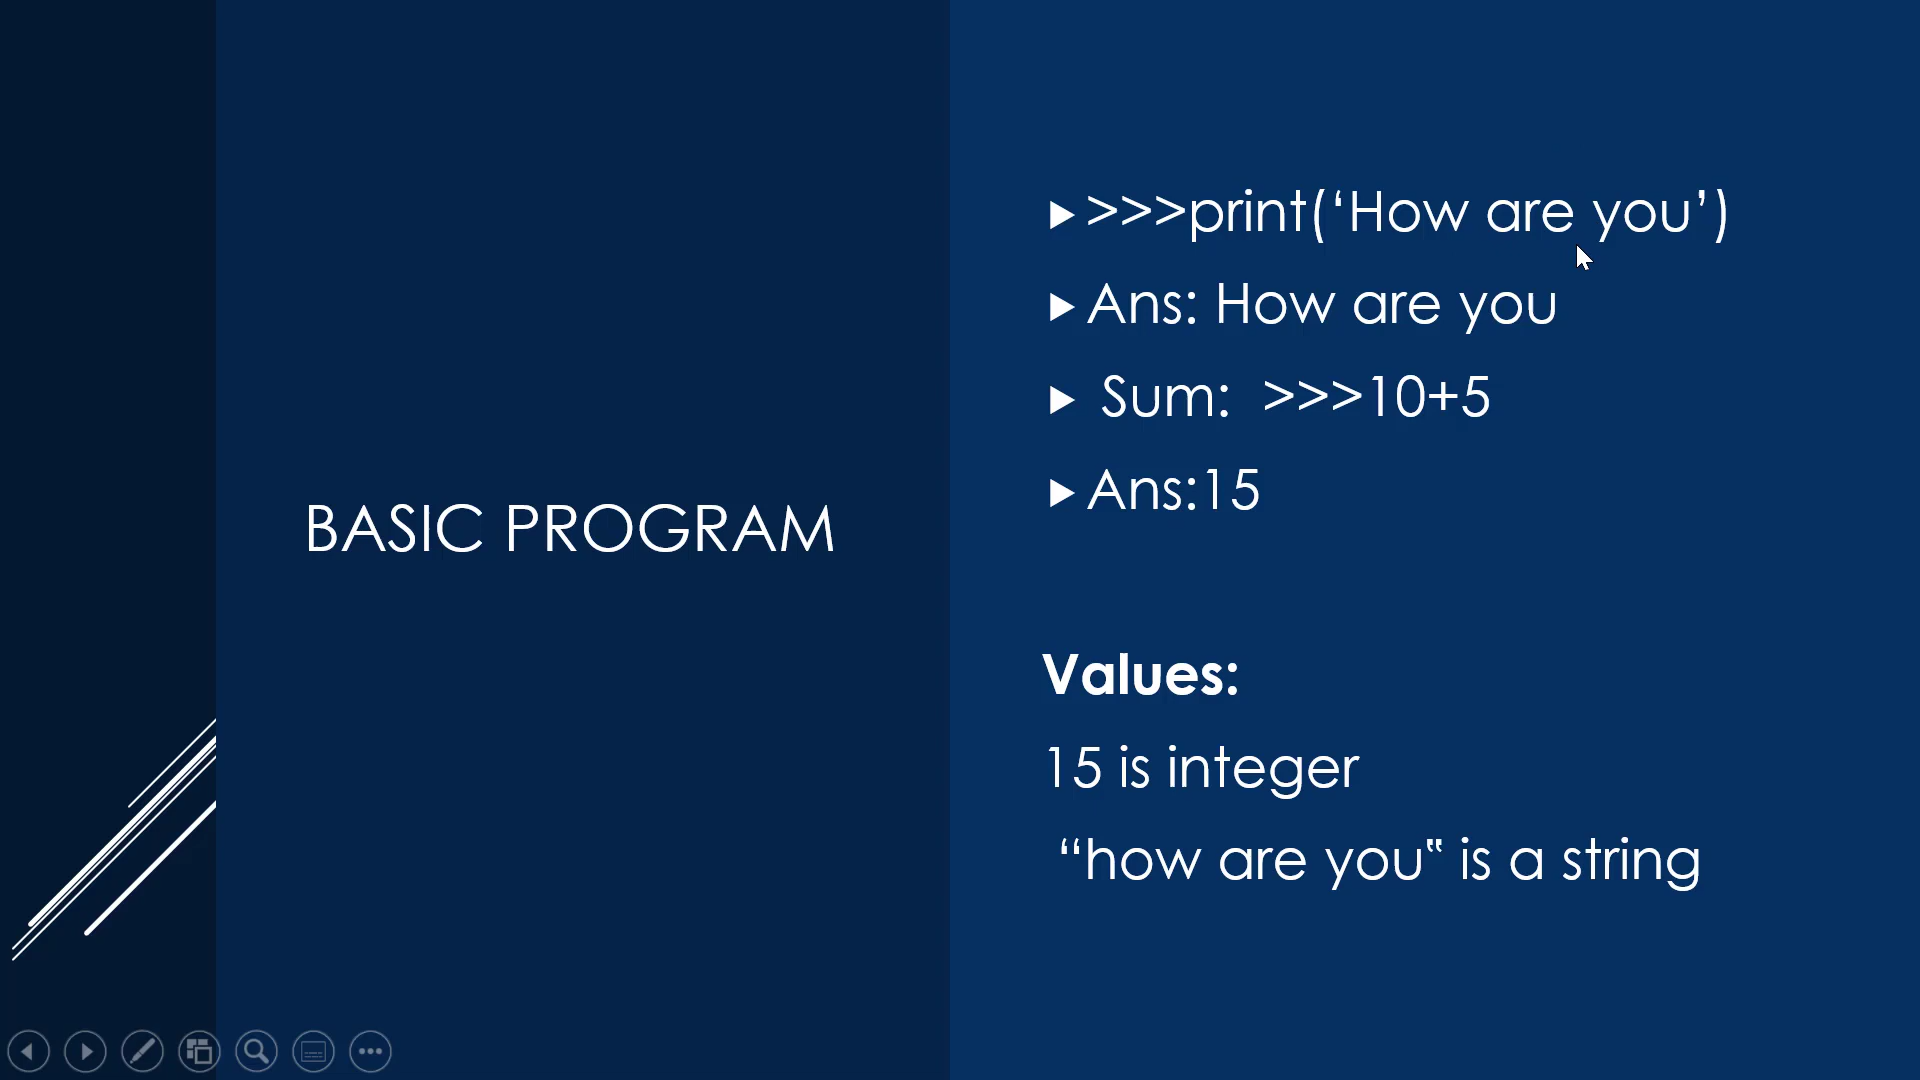 BASIC PROGRAM
>>>print(‘How are you’)
Ans: How are you
Sum: >>>10+5
Ans:15
Values:
15 is integer
“how are you‟ is a string